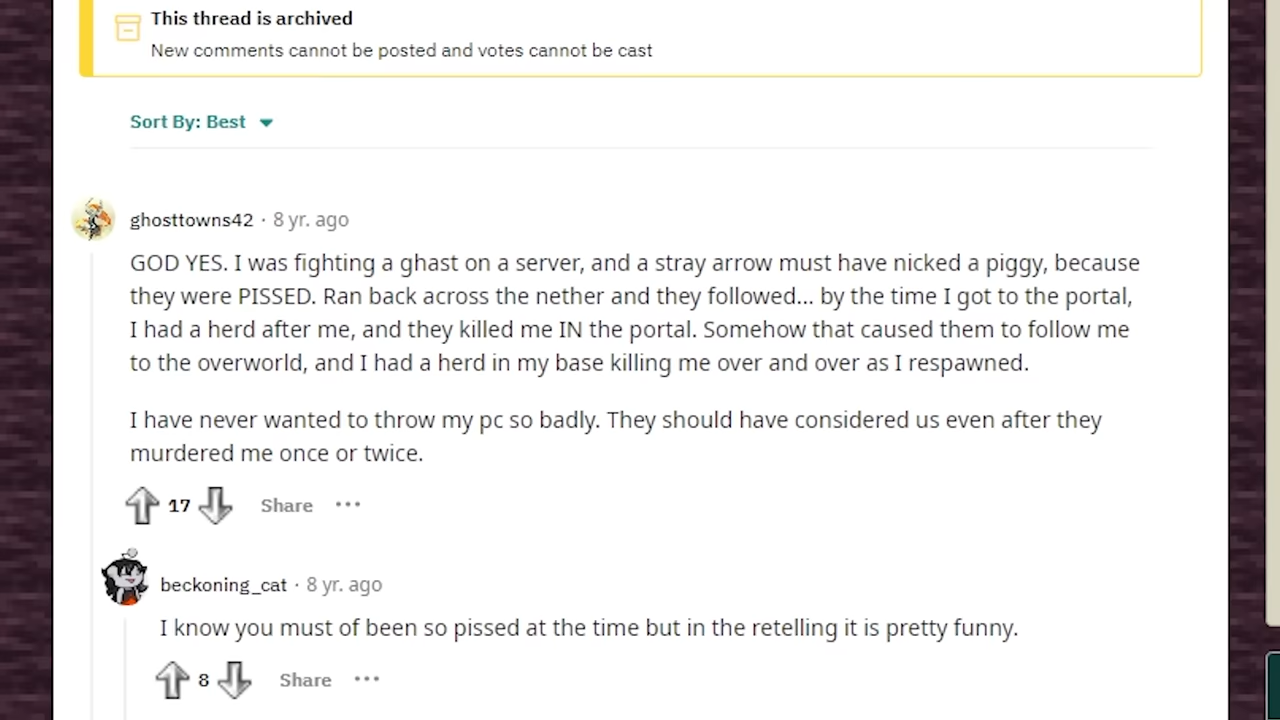 This thread is archived
New comments cannot be posted and votes cannot be cast
Sort By: Best
ghosttowns42 · 8 yr. ago
GOD YES. I was fighting a ghast on a server, and a stray arrow must have nicked a piggy, because
they were PISSED. Ran back across the nether and they followed... by the time I got to the portal,
I had a herd after me, and they killed me IN the portal. Somehow that caused them to follow me
to the overworld, and I had a herd in my base killing me over and over as I respawned.
I have never wanted to throw my pc so badly. They should have considered us even after they
murdered me once or twice.
17 Share ···
beckoning_cat · 8 yr. ago
I know you must of been so pissed at the time but in the retelling it is pretty funny.
8 Share ···